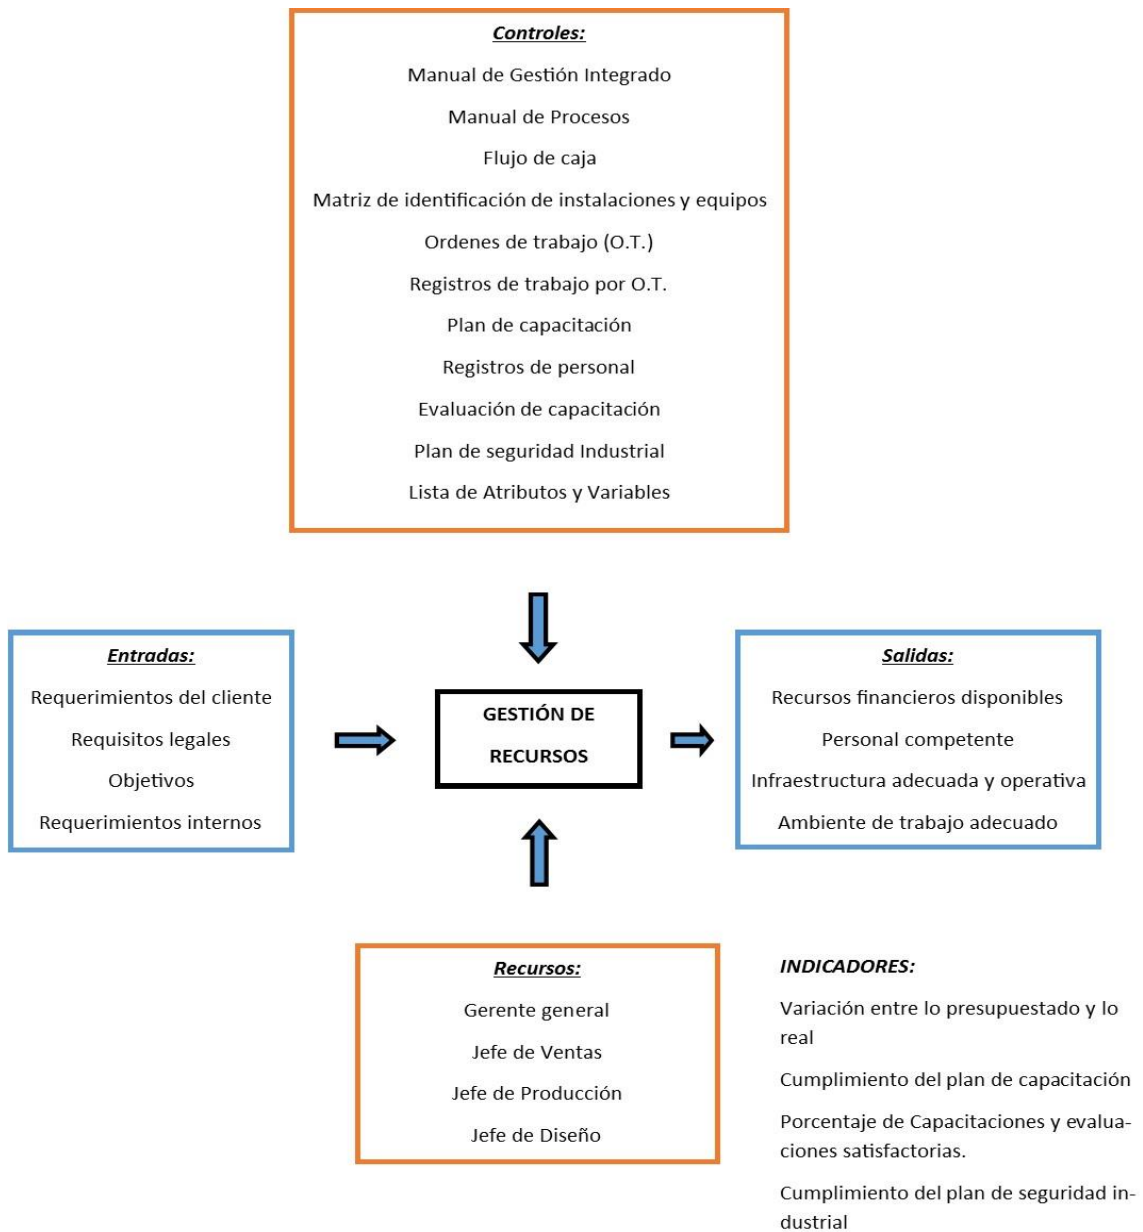 Controles:
Manual de Gestión Integrado
Manual de Procesos
Flujo de caja
Matriz de identificación de instalaciones y equipos
Ordenes de trabajo (O.T.)
Registros de trabajo por O.T.
Plan de capacitación
Registros de personal
Evaluación de capacitación
Plan de seguridad Industrial
Lista de Atributos y Variables
Entradas:
Requerimientos del cliente
Requisitos legales
Objetivos
Requerimientos internos
GESTIÓN DE
RECURSOS
Salidas:
Recursos financieros disponibles
Personal competente
Infraestructura adecuada y operativa
Ambiente de trabajo adecuado
Recursos:
Gerente general
Jefe de Ventas
Jefe de Producción
Jefe de Diseño
INDICADORES:
Variación entre lo presupuestado y lo
real
Cumplimiento del plan de capacitación
Porcentaje de Capacitaciones y evalua-
ciones satisfactorias.
Cumplimiento del plan de seguridad in-
dustrial